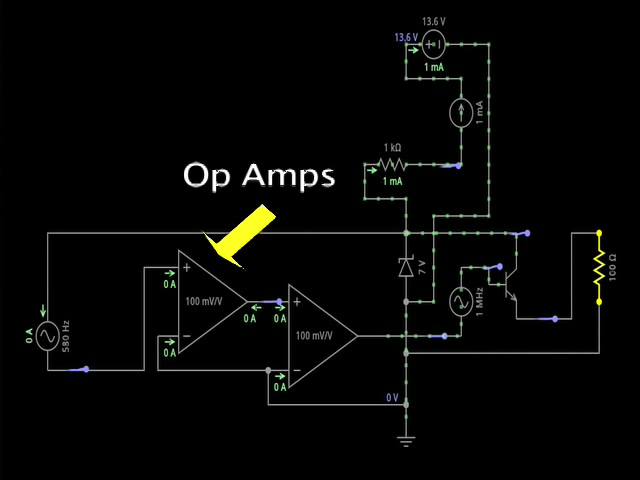 13.6 V
13.6 V
1 mA
1 mA
1 kΩ
1 mA
Op Amps
7 V
100 Ω
0 A
100 mV/V
0 A
0 A
1 MHz
0 A
580 Hz
100 mV/V
0 A
0 A
0 V